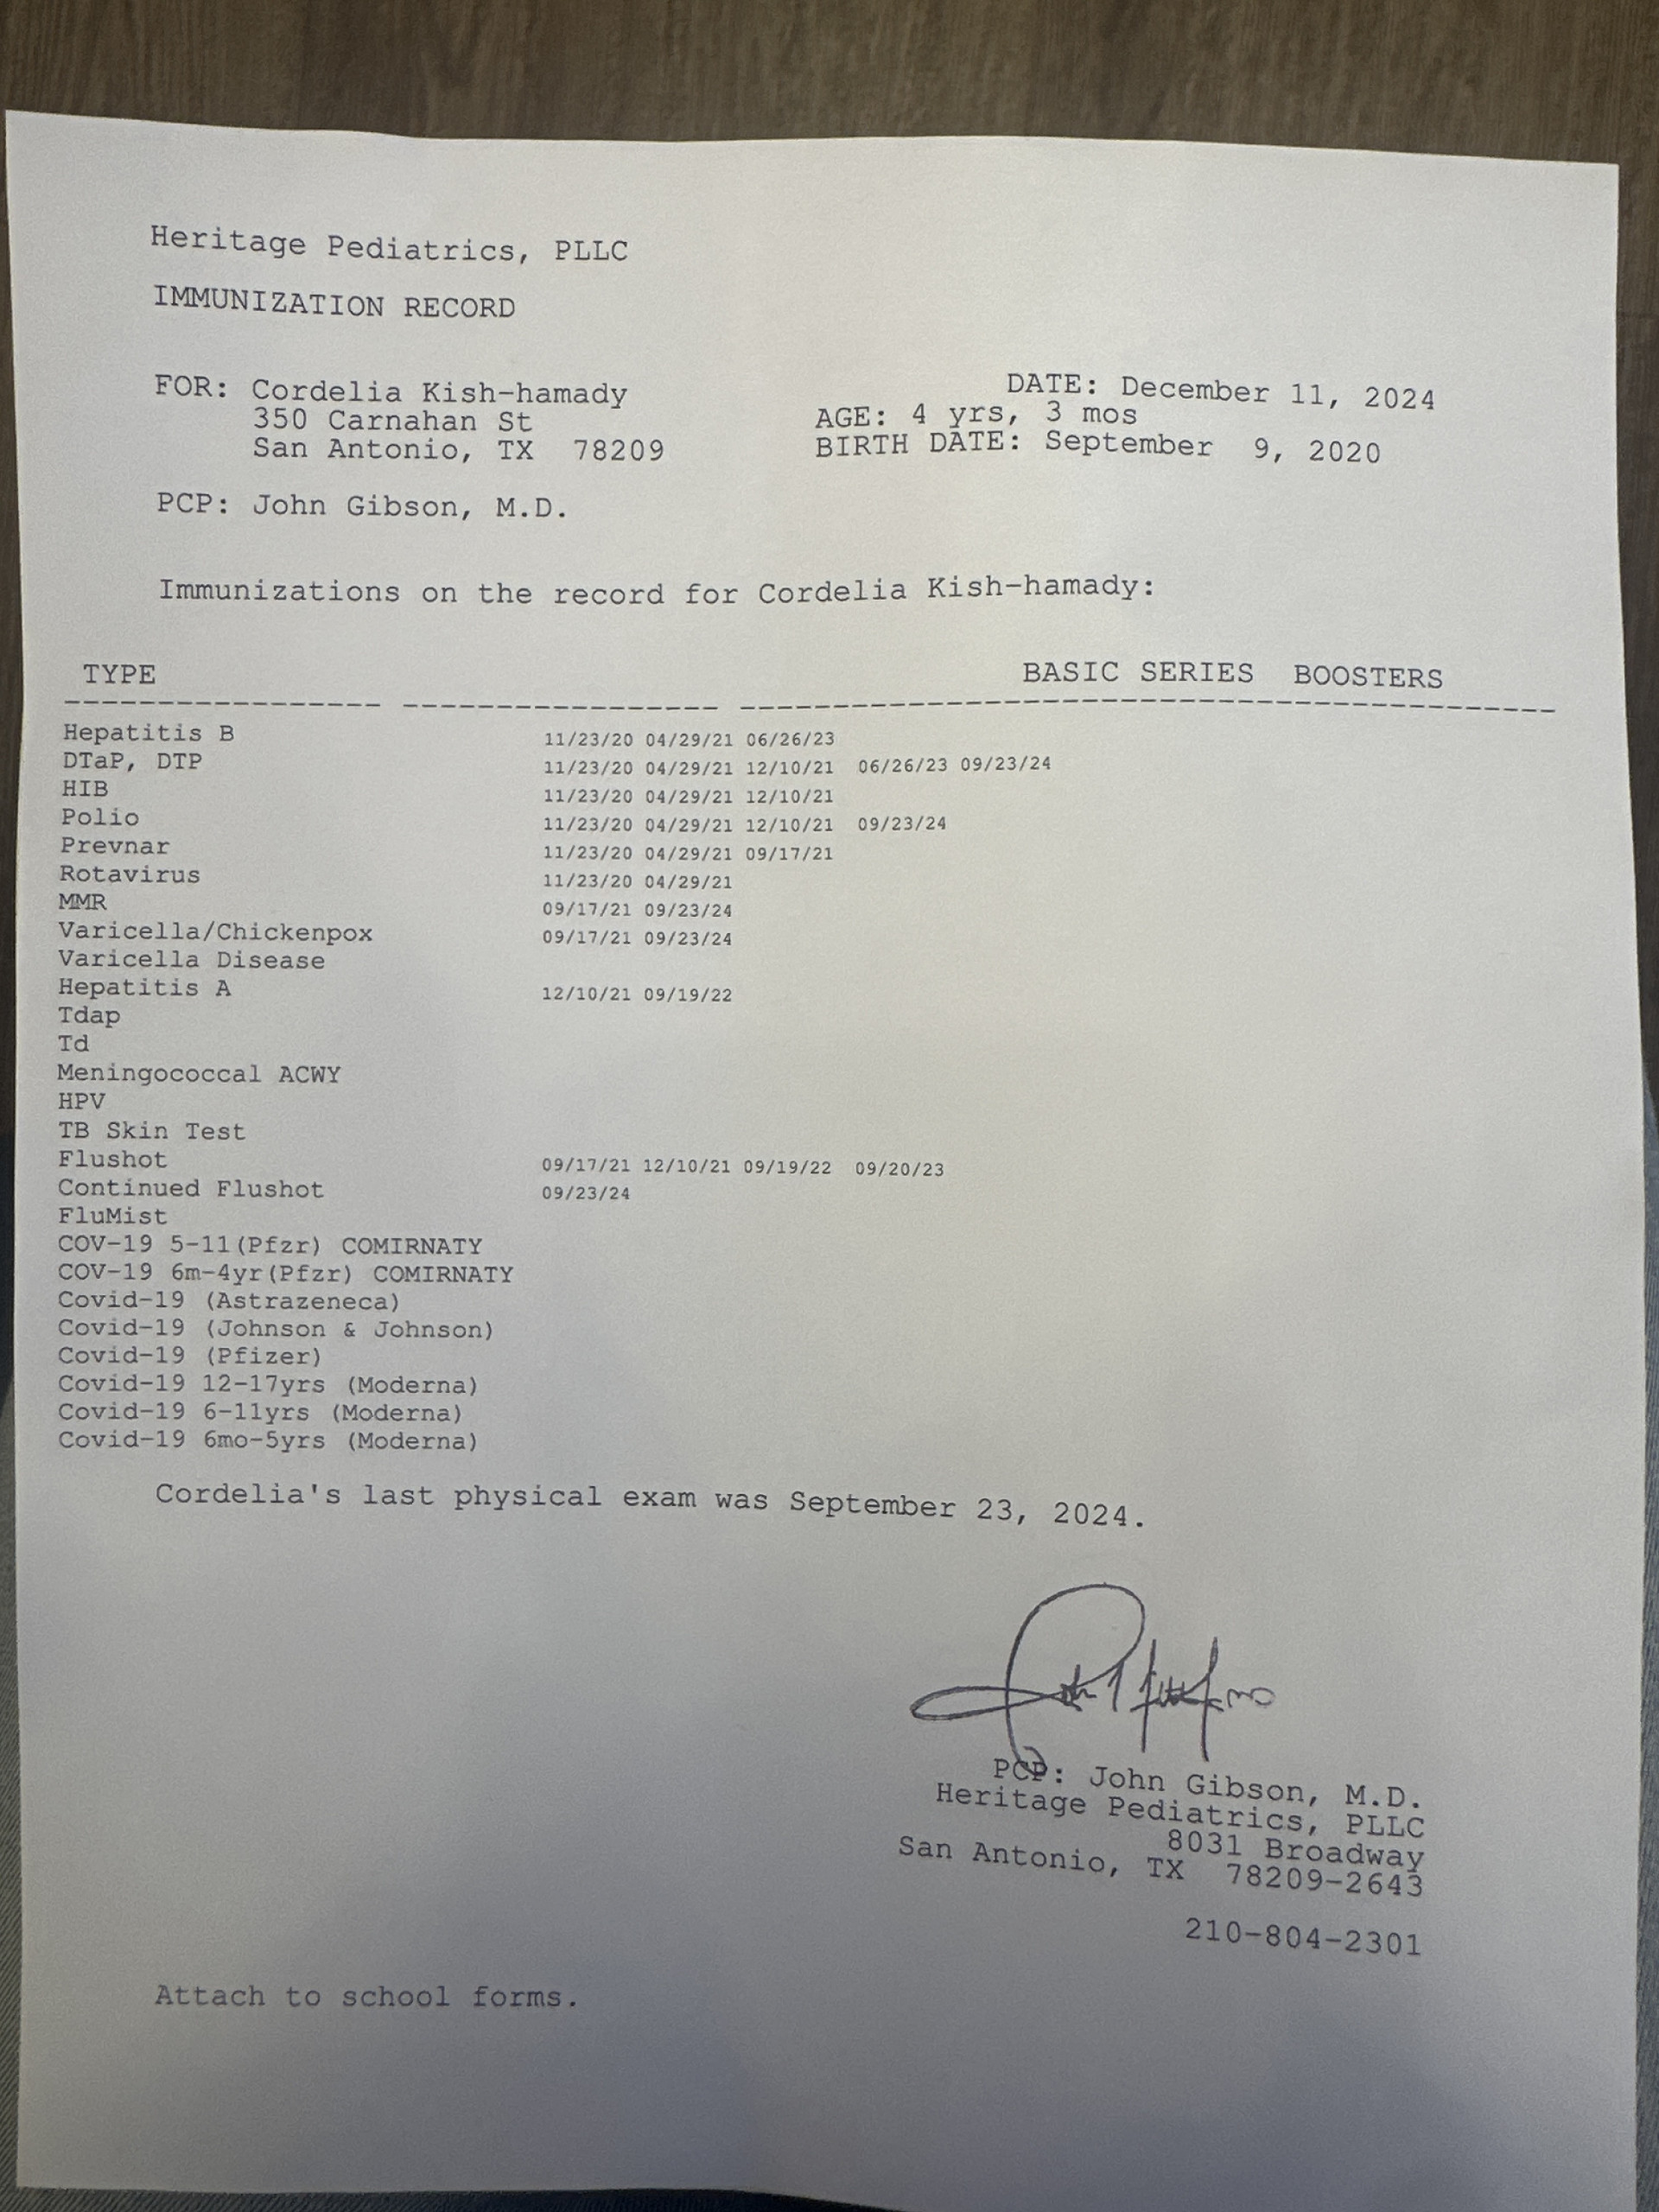 Heritage Pediatrics, PLLC
IMMUNIZATION RECORD
FOR: Cordelia Kish-hamady
350 Carnahan St
San Antonio, TX 78209
DATE: December 11, 2024
AGE: 4 yrs, 3 mos
BIRTH DATE: September 9, 2020
PCP: John Gibson, M.D.
Immunizations on the record for Cordelia Kish-hamady:
TYPE BASIC SERIES BOOSTERS
Hepatitis B 11/23/20 04/29/21 06/26/23
DTaP, DTP 11/23/20 04/29/21 12/10/21 06/26/23 09/23/24
HIB 11/23/20 04/29/21 12/10/21
Polio 11/23/20 04/29/21 12/10/21 09/23/24
Prevnar 11/23/20 04/29/21 09/17/21
Rotavirus 11/23/20 04/29/21
MMR 09/17/21 09/23/24
Varicella/Chickenpox 09/17/21 09/23/24
Varicella Disease
Hepatitis A 12/10/21 09/19/22
Tdap
Td
Meningococcal ACWY
HPV
TB Skin Test
Flushot 09/17/21 12/10/21 09/19/22 09/20/23
Continued Flushot 09/23/24
FluMist
COV-19 5-11(Pfzr) COMIRNATY
COV-19 6m-4yr(Pfzr) COMIRNATY
Covid-19 (Astrazeneca)
Covid-19 (Johnson & Johnson)
Covid-19 (Pfizer)
Covid-19 12-17yrs (Moderna)
Covid-19 6-11yrs (Moderna)
Covid-19 6mo-5yrs (Moderna)
Cordelia's last physical exam was September 23, 2024.
PCP: John Gibson, M.D.
Heritage Pediatrics, PLLC
8031 Broadway
San Antonio, TX 78209-2643
210-804-2301
Attach to school forms.